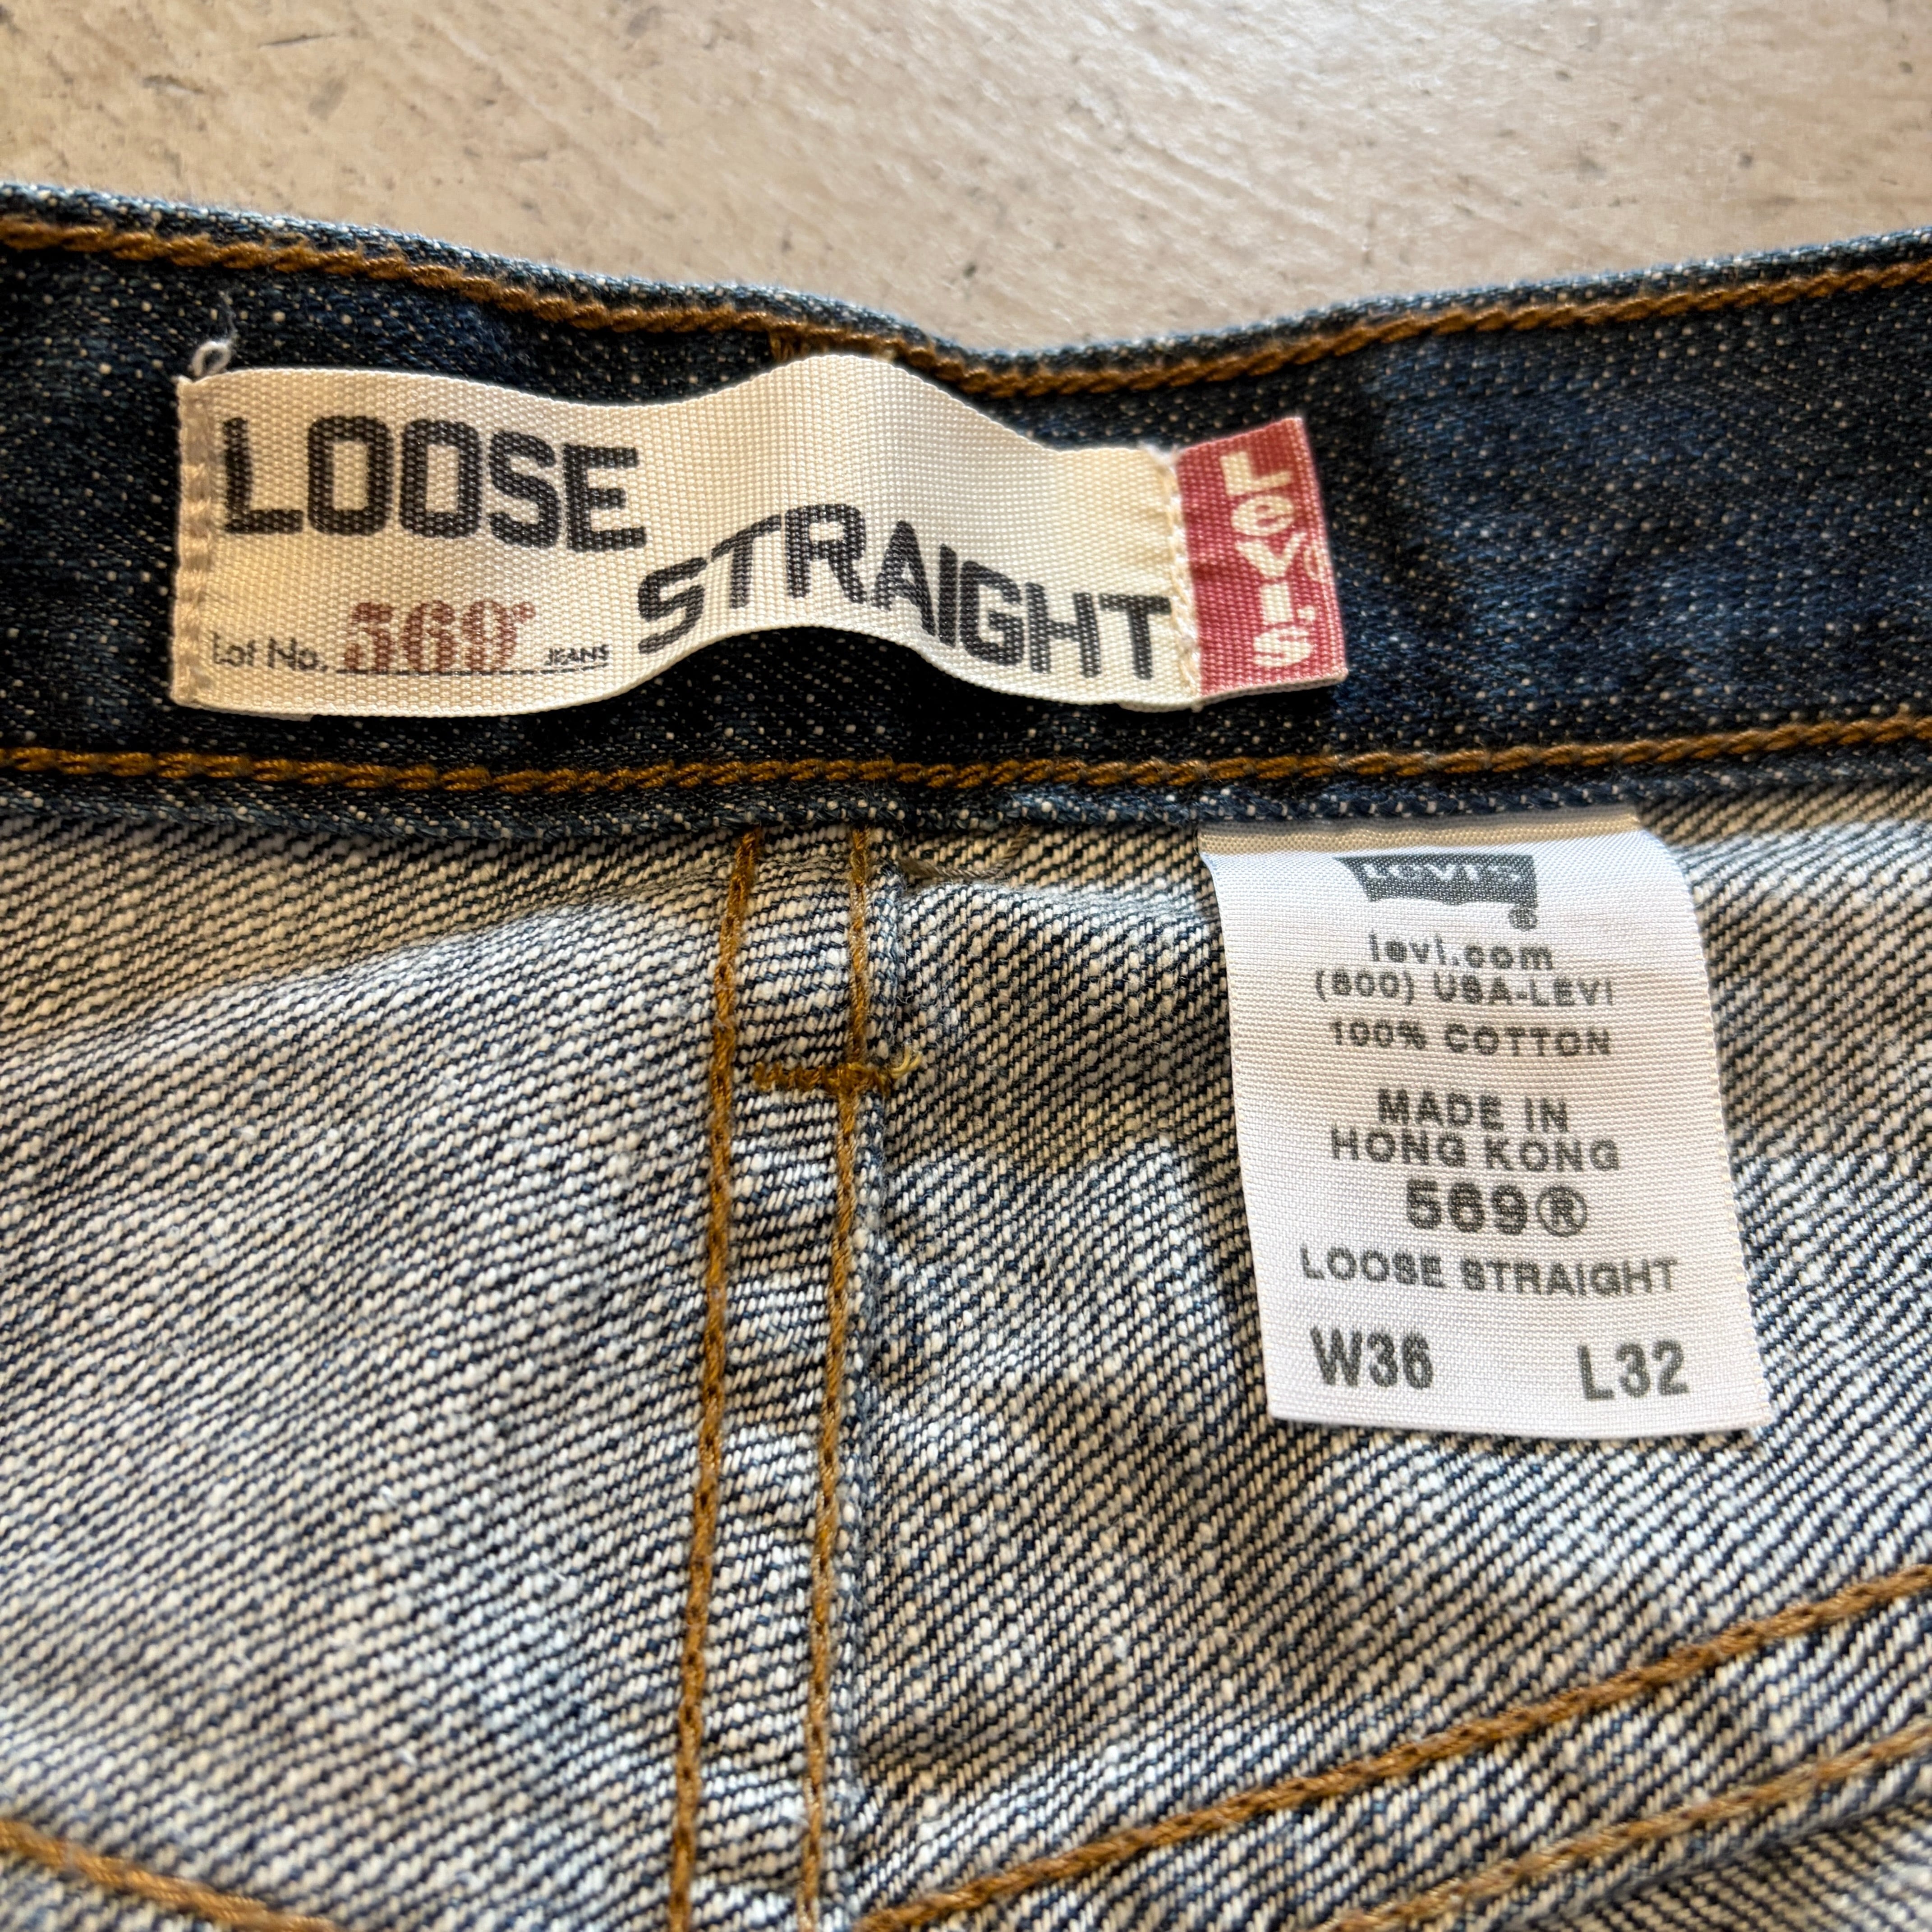 LOOSE
STRAIGHT
Lot No. 569® JEANS
LEVI'S
LEVI'S®
levi.com
(800) USA-LEVI
100% COTTON
MADE IN
HONG KONG
569®
LOOSE STRAIGHT
W36 L32